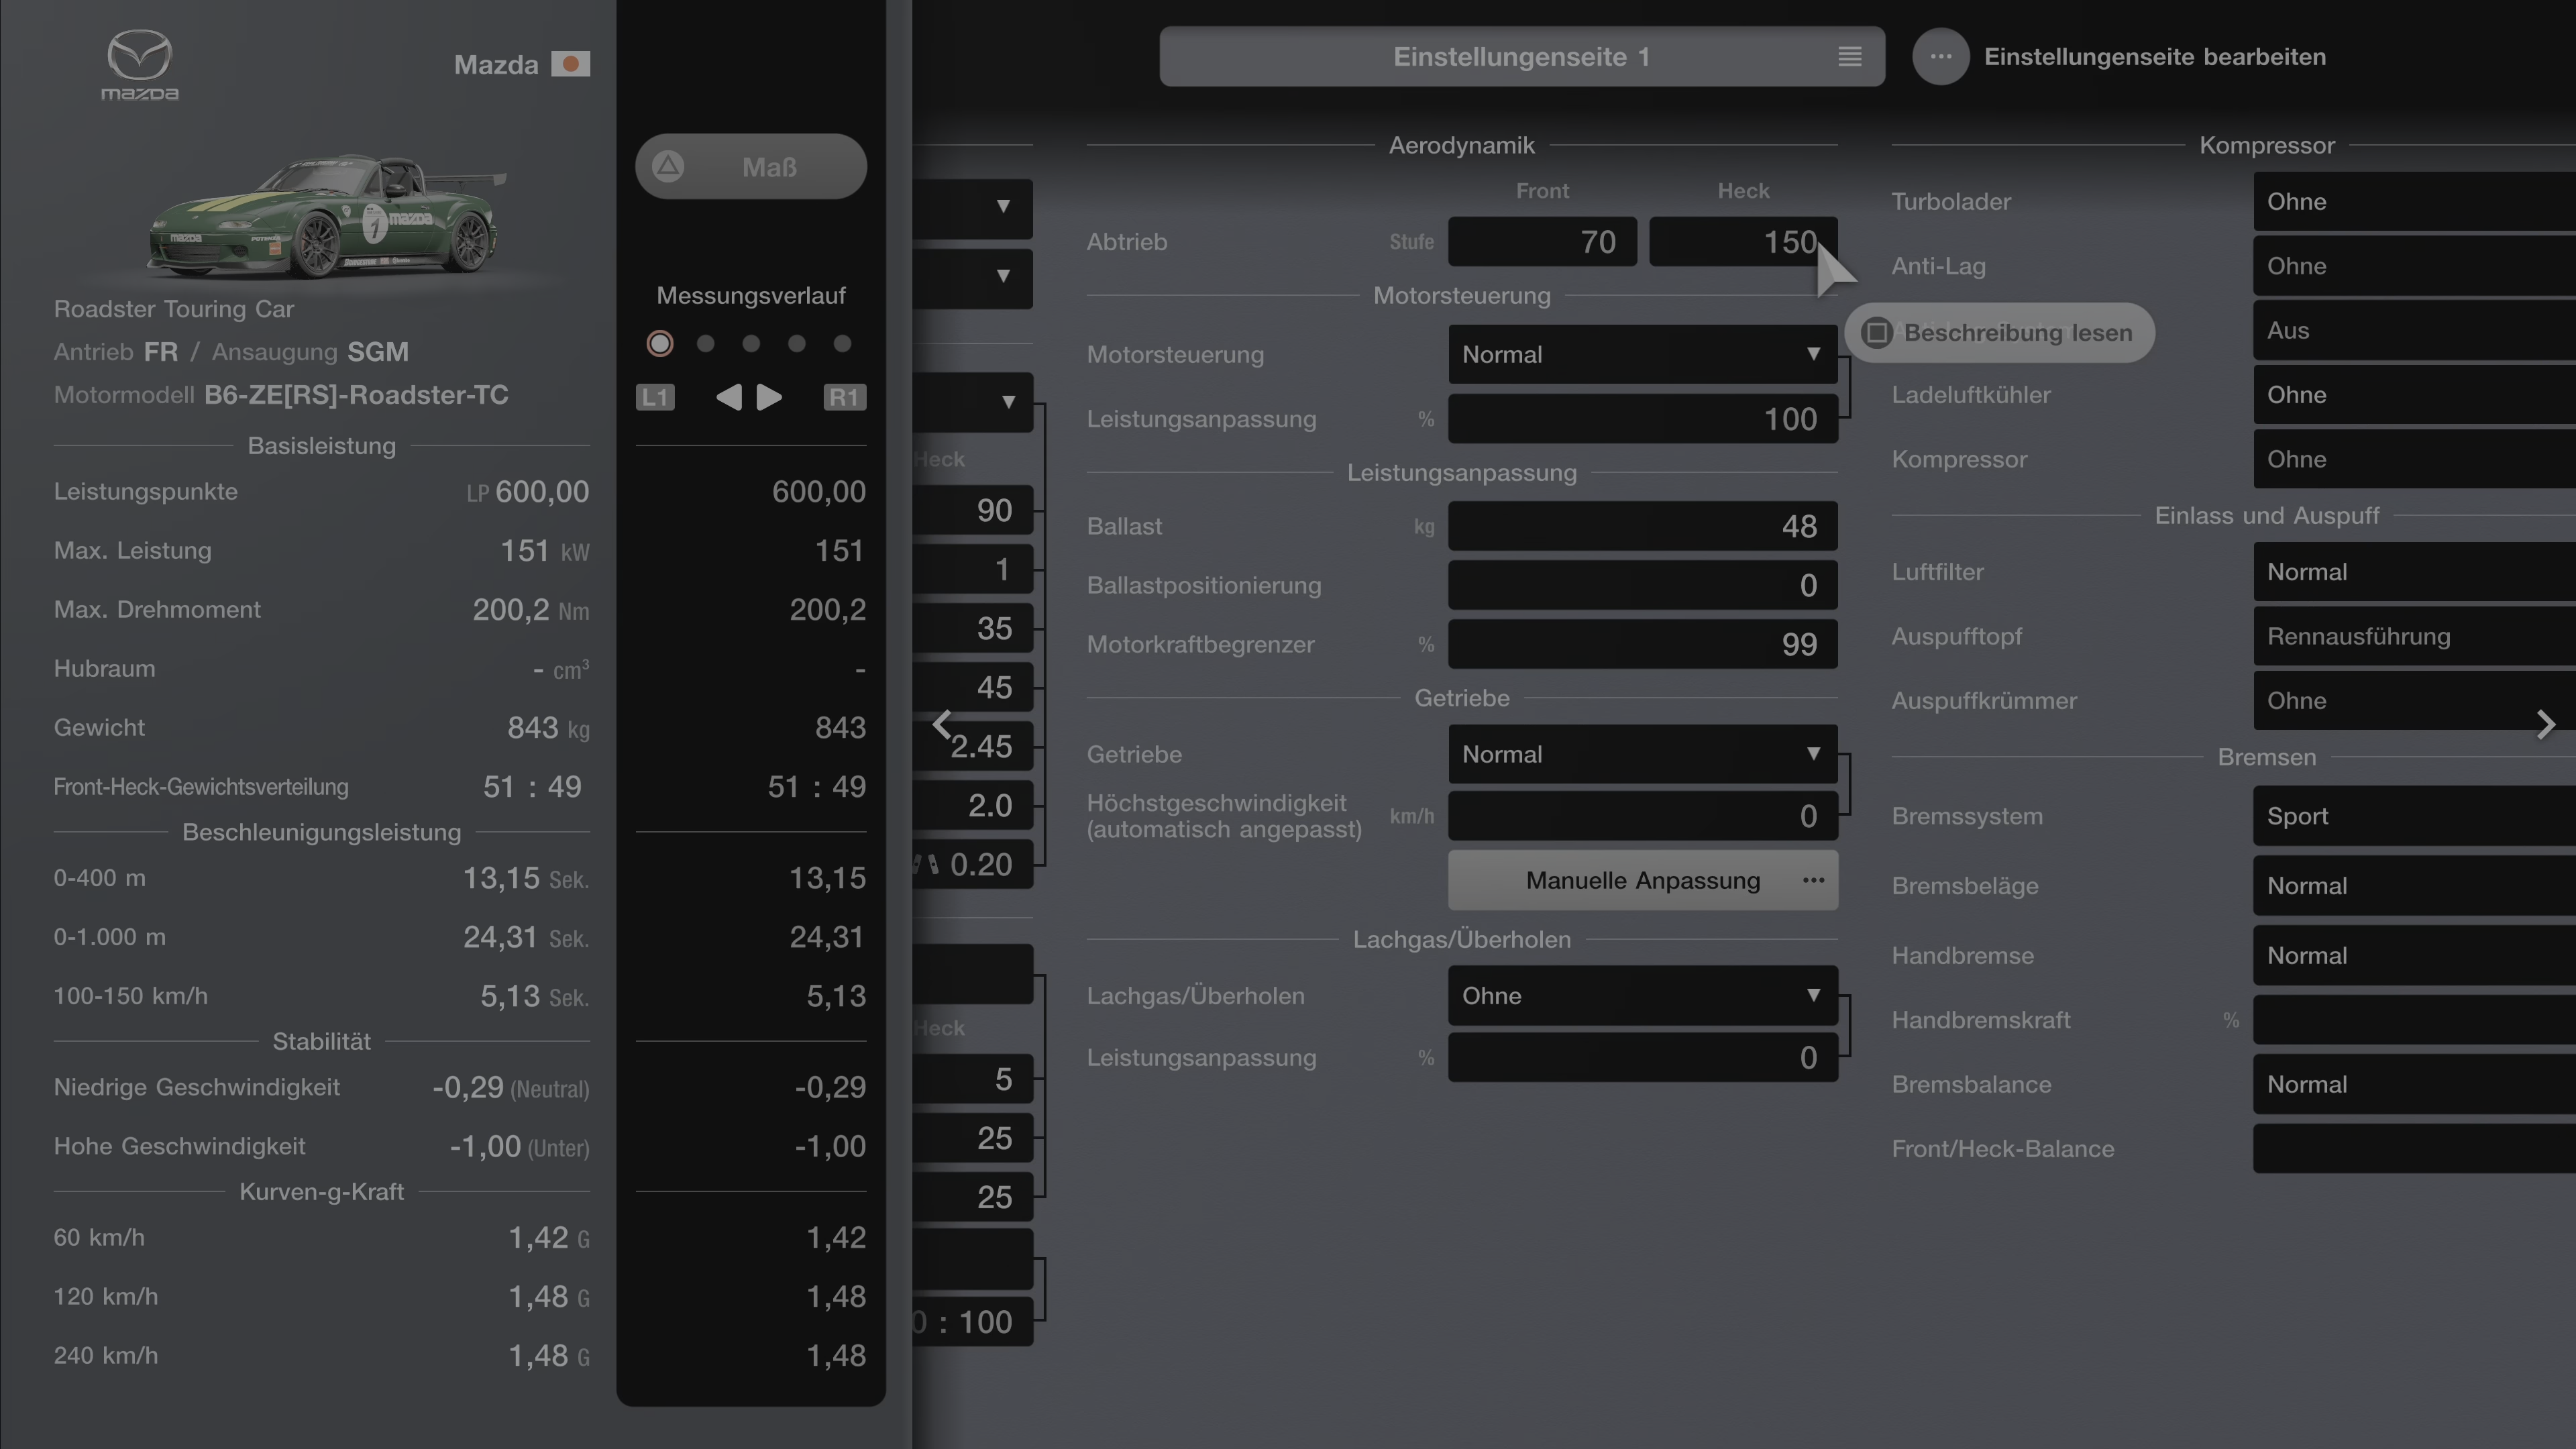 mazda
Mazda
Roadster Touring Car
Antrieb FR / Ansaugung SGM
Motormodell B6-ZE[RS]-Roadster-TC
Basisleistung
Leistungspunkte LP 600,00 600,00
Max. Leistung 151 kW 151
Max. Drehmoment 200,2 Nm 200,2
Hubraum - cm³ -
Gewicht 843 kg 843
Front-Heck-Gewichtsverteilung 51 : 49 51 : 49
Beschleunigungsleistung
0-400 m 13,15 Sek. 13,15
0-1.000 m 24,31 Sek. 24,31
100-150 km/h 5,13 Sek. 5,13
Stabilität
Niedrige Geschwindigkeit -0,29 (Neutral) -0,29
Hohe Geschwindigkeit -1,00 (Unter) -1,00
Kurven-g-Kraft
60 km/h 1,42 G 1,42
120 km/h 1,48 G 1,48
240 km/h 1,48 G 1,48
Maß
Messungsverlauf
L1 R1
Heck
90
1
35
45
2.45
2.0
0.20
Heck
5
25
25
0 : 100
Einstellungenseite 1
Einstellungenseite bearbeiten
Aerodynamik
Front Heck
Abtrieb Stufe 70 150
Motorsteuerung
Motorsteuerung Normal
Leistungsanpassung % 100
Leistungsanpassung
Ballast kg 48
Ballastpositionierung 0
Motorkraftbegrenzer % 99
Getriebe
Getriebe Normal
Höchstgeschwindigkeit
(automatisch angepasst) km/h 0
Manuelle Anpassung
Lachgas/Überholen
Lachgas/Überholen Ohne
Leistungsanpassung % 0
Kompressor
Turbolader Ohne
Anti-Lag Ohne
Beschreibung lesen
Aus
Ladeluftkühler Ohne
Kompressor Ohne
Einlass und Auspuff
Luftfilter Normal
Auspufftopf Rennausführung
Auspuffkrümmer Ohne
Bremsen
Bremssystem Sport
Bremsbeläge Normal
Handbremse Normal
Handbremskraft %
Bremsbalance Normal
Front/Heck-Balance